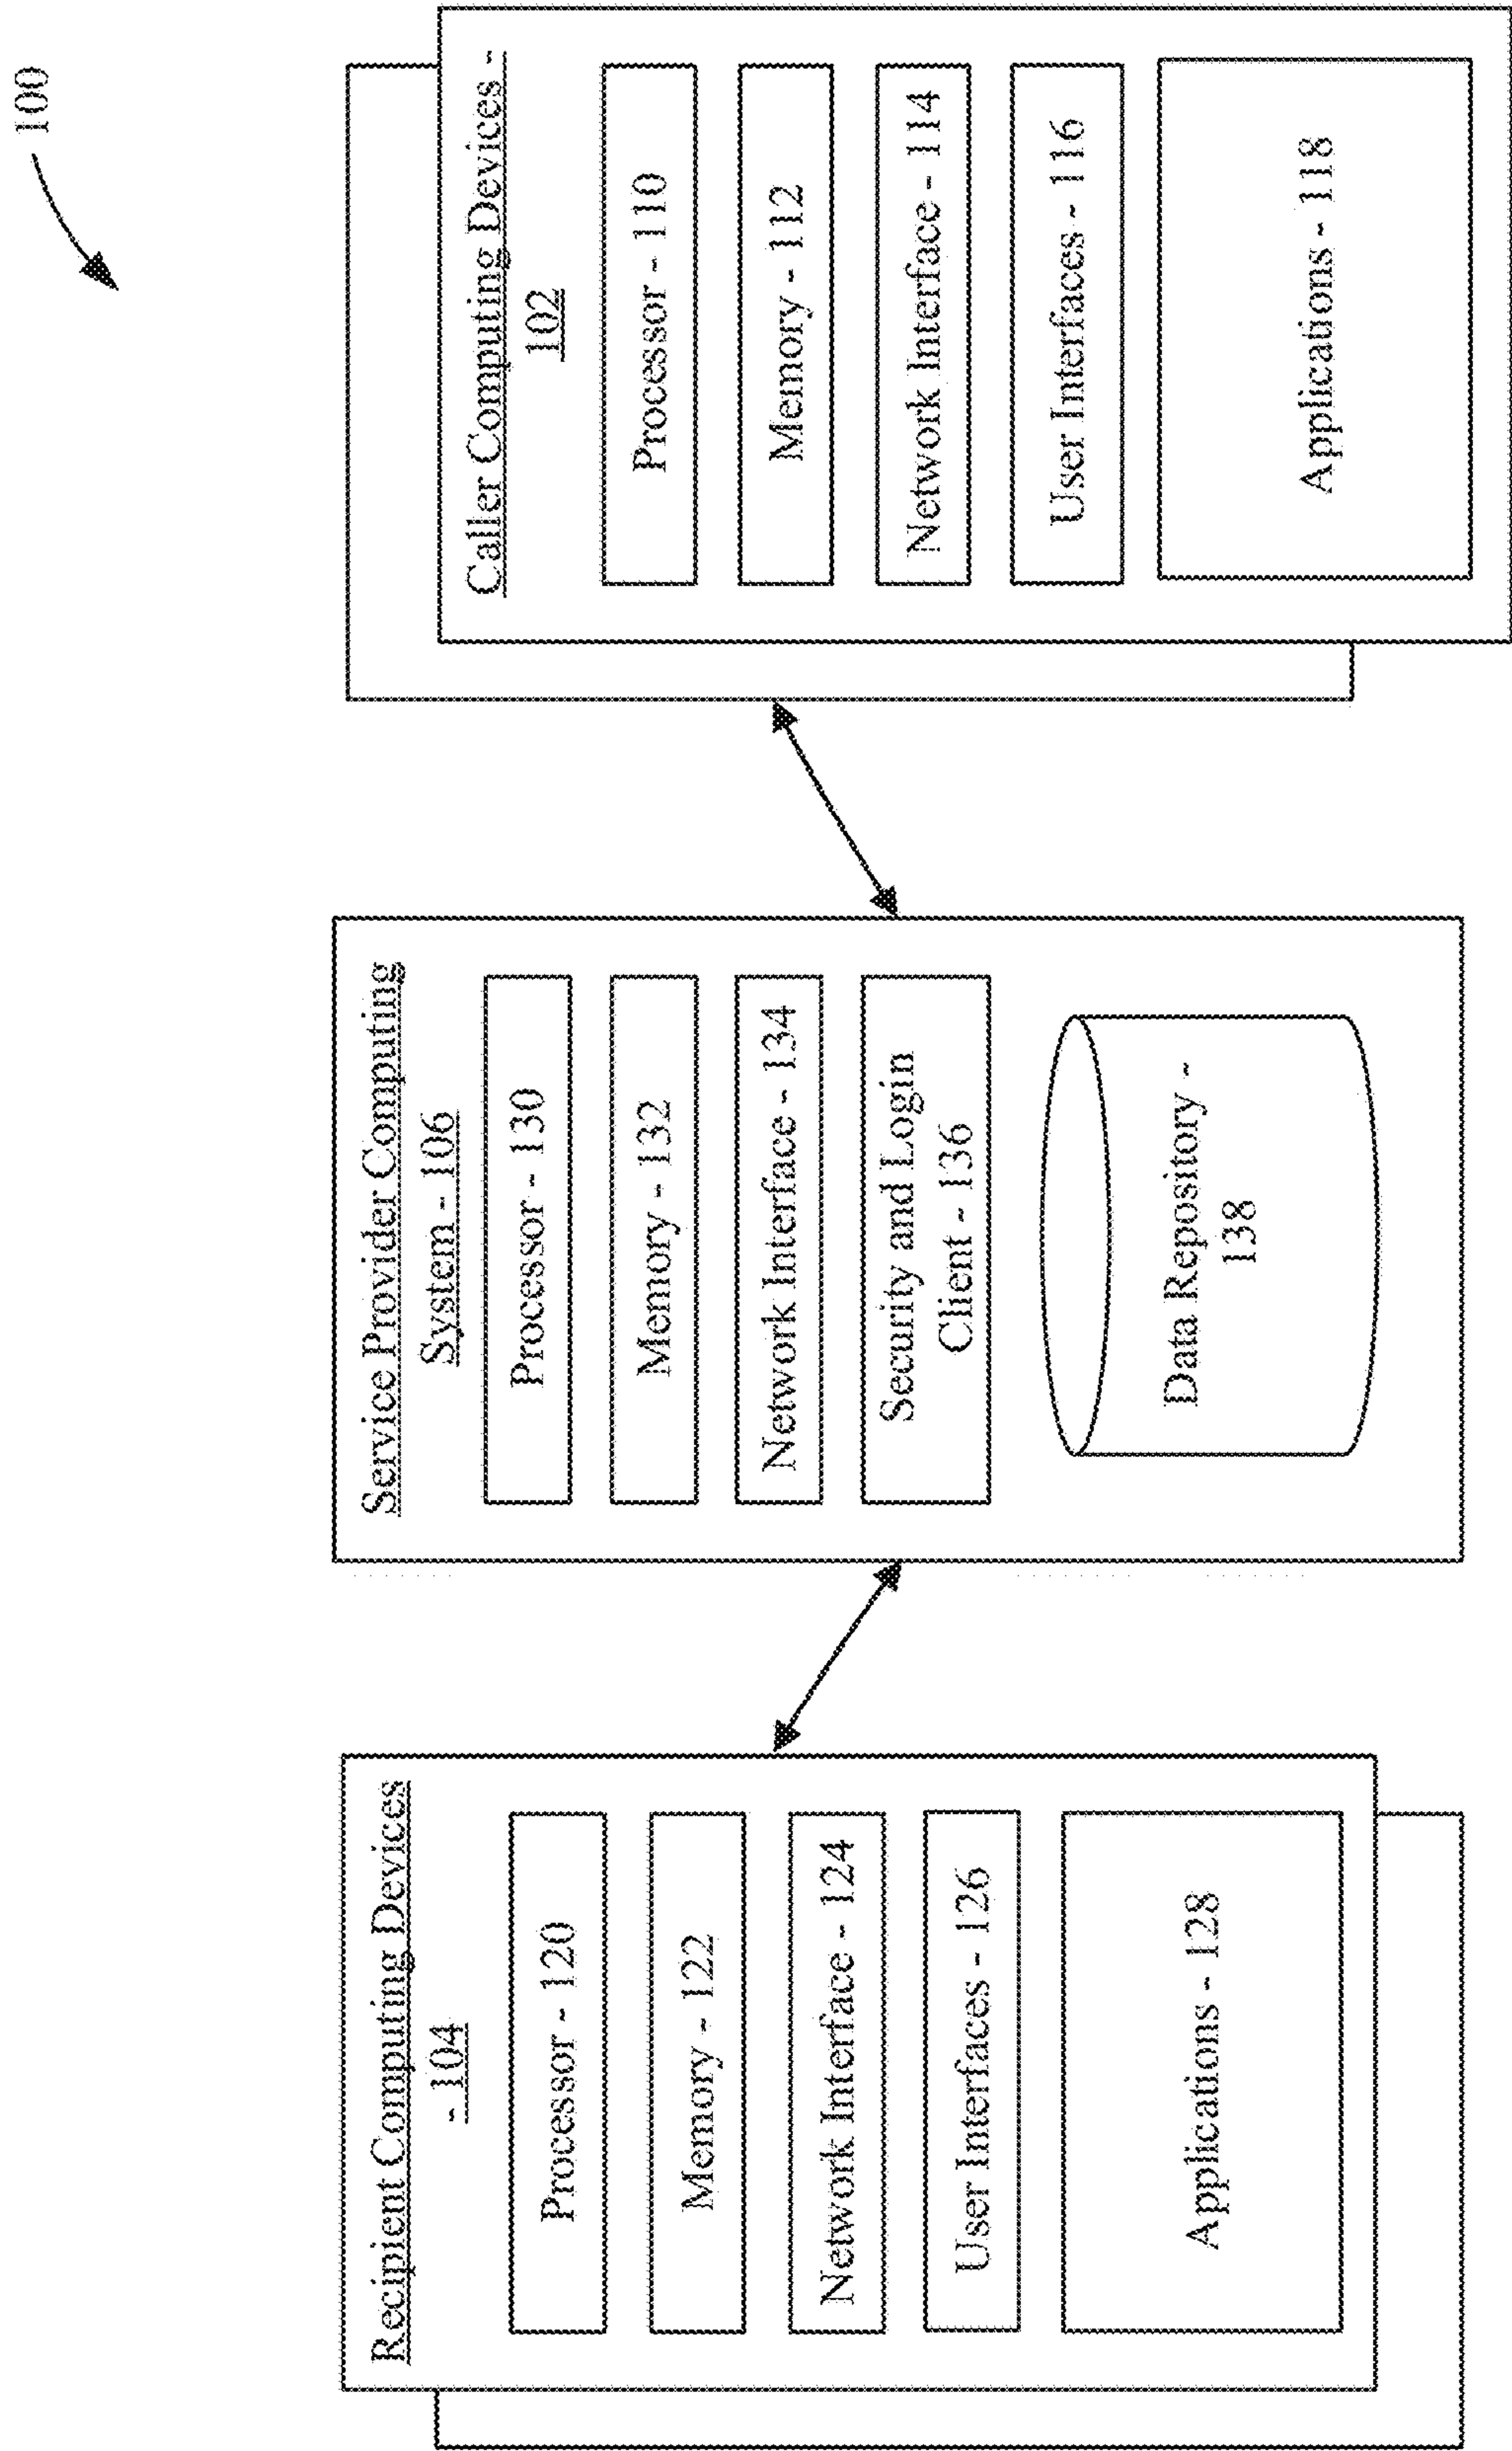 100
Recipient Computing Devices
- 104
Processor - 120
Memory - 122
Network Interface - 124
User Interfaces - 126
Applications - 128
Service Provider Computing
System - 106
Processor - 130
Memory - 132
Network Interface - 134
Security and Login
Client - 136
Data Repository -
138
Caller Computing Devices -
102
Processor - 110
Memory - 112
Network Interface - 114
User Interfaces - 116
Applications - 118